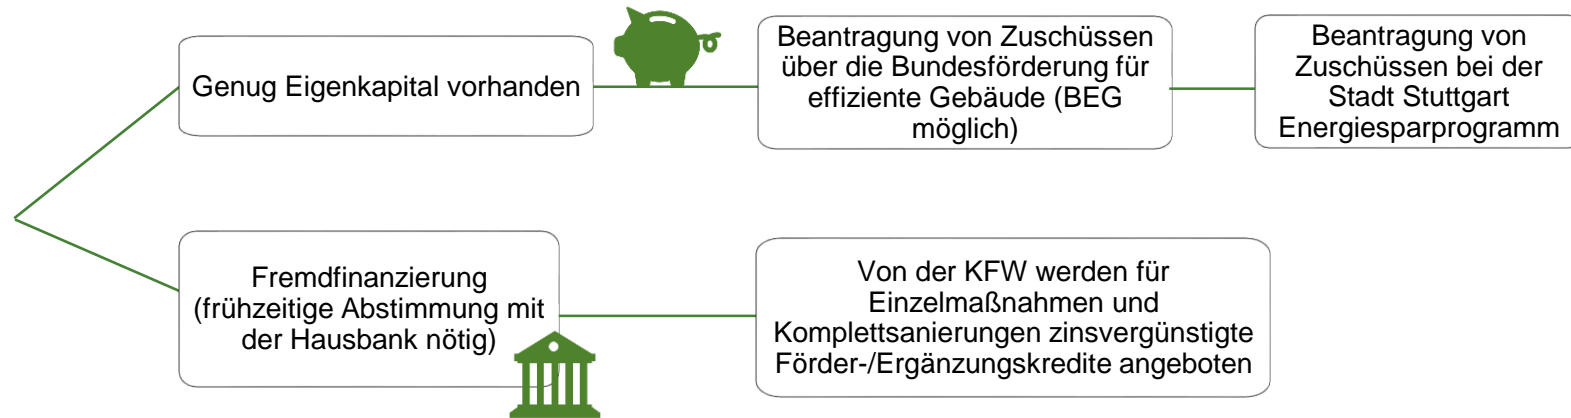 Genug Eigenkapital vorhanden
Beantragung von Zuschüssen
über die Bundesförderung für
effiziente Gebäude (BEG
möglich)
Beantragung von
Zuschüssen bei der
Stadt Stuttgart
Energiesparprogramm
Fremdfinanzierung
(frühzeitige Abstimmung mit
der Hausbank nötig)
Von der KFW werden für
Einzelmaßnahmen und
Komplettsanierungen zinsvergünstigte
Förder-/Ergänzungskredite angeboten